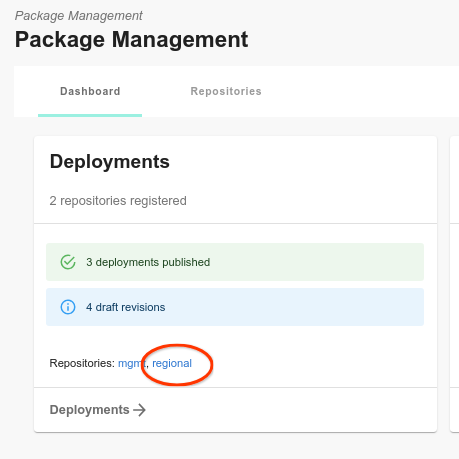 Package Management
Package Management
Dashboard Repositories
Deployments
2 repositories registered
3 deployments published
4 draft revisions
Repositories: mgmt, regional
Deployments